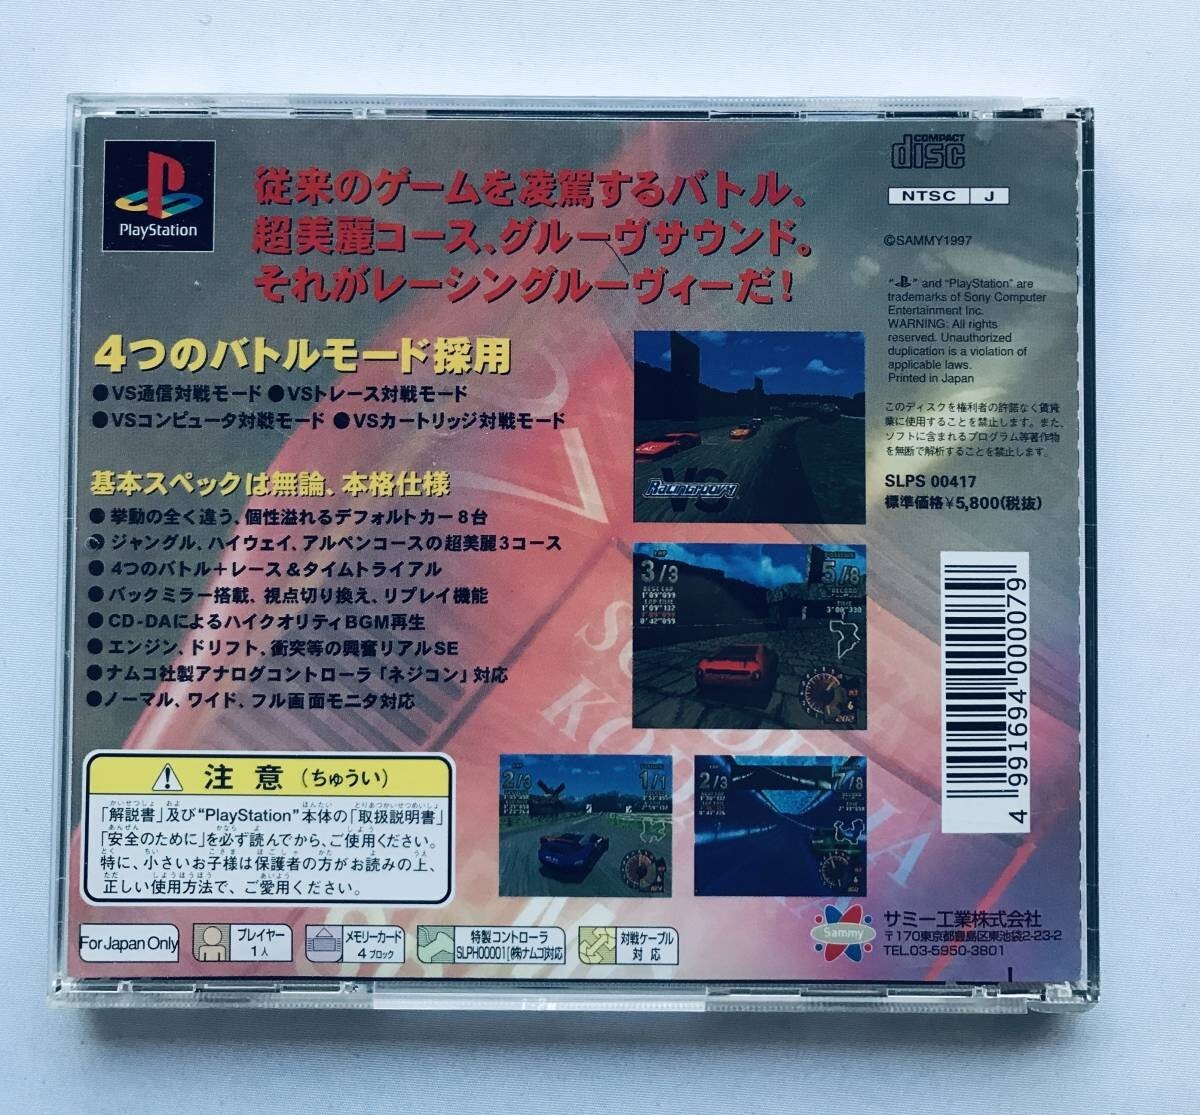 PlayStation
従来のゲームを凌駕するバトル、
超美麗コース、グルーヴサウンド。
それがレーシングルーヴィーだ!
4つのバトルモード採用
●VS通信対戦モード ●VSトレース対戦モード
●VSコンピュータ対戦モード ●VSカートリッジ対戦モード
基本スペックは無論、本格仕様
● 挙動の全く違う、個性溢れるデフォルトカー8台
● ジャングル、ハイウェイ、アルペンコースの超美麗3コース
● 4つのバトル+レース&タイムトライアル
● バックミラー搭載、視点切り換え、リプレイ機能
● CD-DAによるハイクオリティBGM再生
● エンジン、ドリフト、衝突等の興奮リアルSE
● ナムコ社製アナログコントローラ「ネジコン」対応
● ノーマル、ワイド、フル画面モニタ対応
注意(ちゅうい)
「解説書」及び"PlayStation"本体の「取扱説明書」
「安全のために」を必ず読んでから、ご使用ください。
特に、小さいお子様は保護者の方がお読みの上、
正しい使用方法で、ご愛用ください。
For Japan Only
プレイヤー
1人
メモリーカード
4ブロック
特製コントローラ
SLPH00001[(株)ナムコ]対応
対戦ケーブル
対応
COMPACT
disc
NTSC J
©SAMMY1997
" " and "PlayStation" are
trademarks of Sony Computer
Entertainment Inc.
WARNING: All rights
reserved. Unauthorized
duplication is a violation of
applicable laws.
Printed in Japan
このディスクを権利者の許諾なく賃貸
業に使用することを禁止します。また、
ソフトに含まれるプログラム等著作物
を無断で解析することを禁止します。
SLPS 00417
標準価格¥5,800(税抜)
4 991694 000079
VS
RACINGROOVY
LAP
3/3
BEST LAP
1'09"099
LAP TIME
1'09"132
1'09"099
0'42"099
POSITION
5/8
RECORD
TIME
3'00"330
202
2/3
1/1
2/3
7/8
Sammy
サミー工業株式会社
〒170東京都豊島区東池袋2-23-2
TEL.03-5950-3801